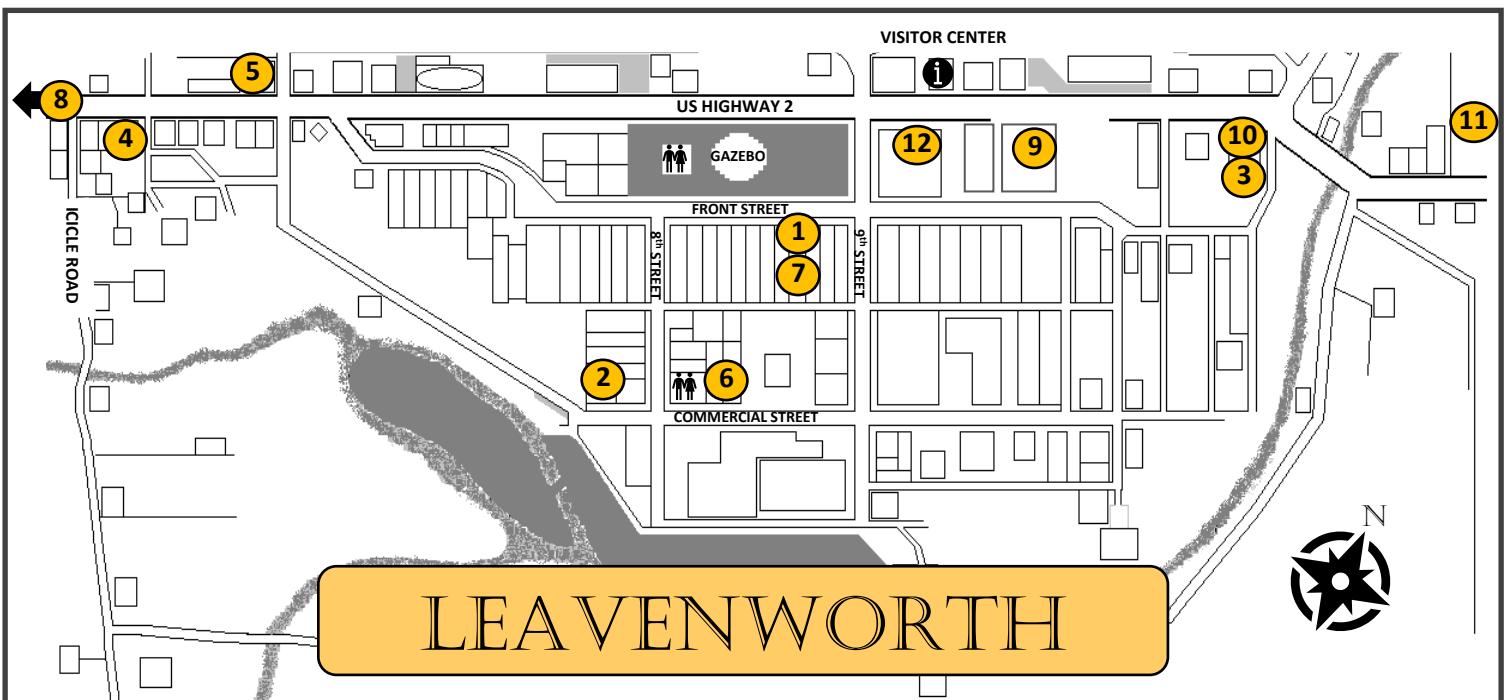 VISITOR CENTER
i
5
8
US HIGHWAY 2
4
12
9
10
11
GAZEBO
3
FRONT STREET
1
8th STREET
9th STREET
7
ICICLE ROAD
2
6
COMMERCIAL STREET
N
LEAVENWORTH